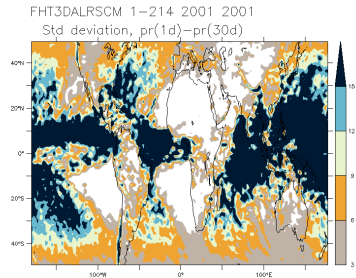 FHT3DALRSCM 1-214 2001 2001
Std deviation, pr(1d)-pr(30d)
40°N
20°N
0°
20°S
40°S
100°W
0°
100°E
15
12
9
6
3